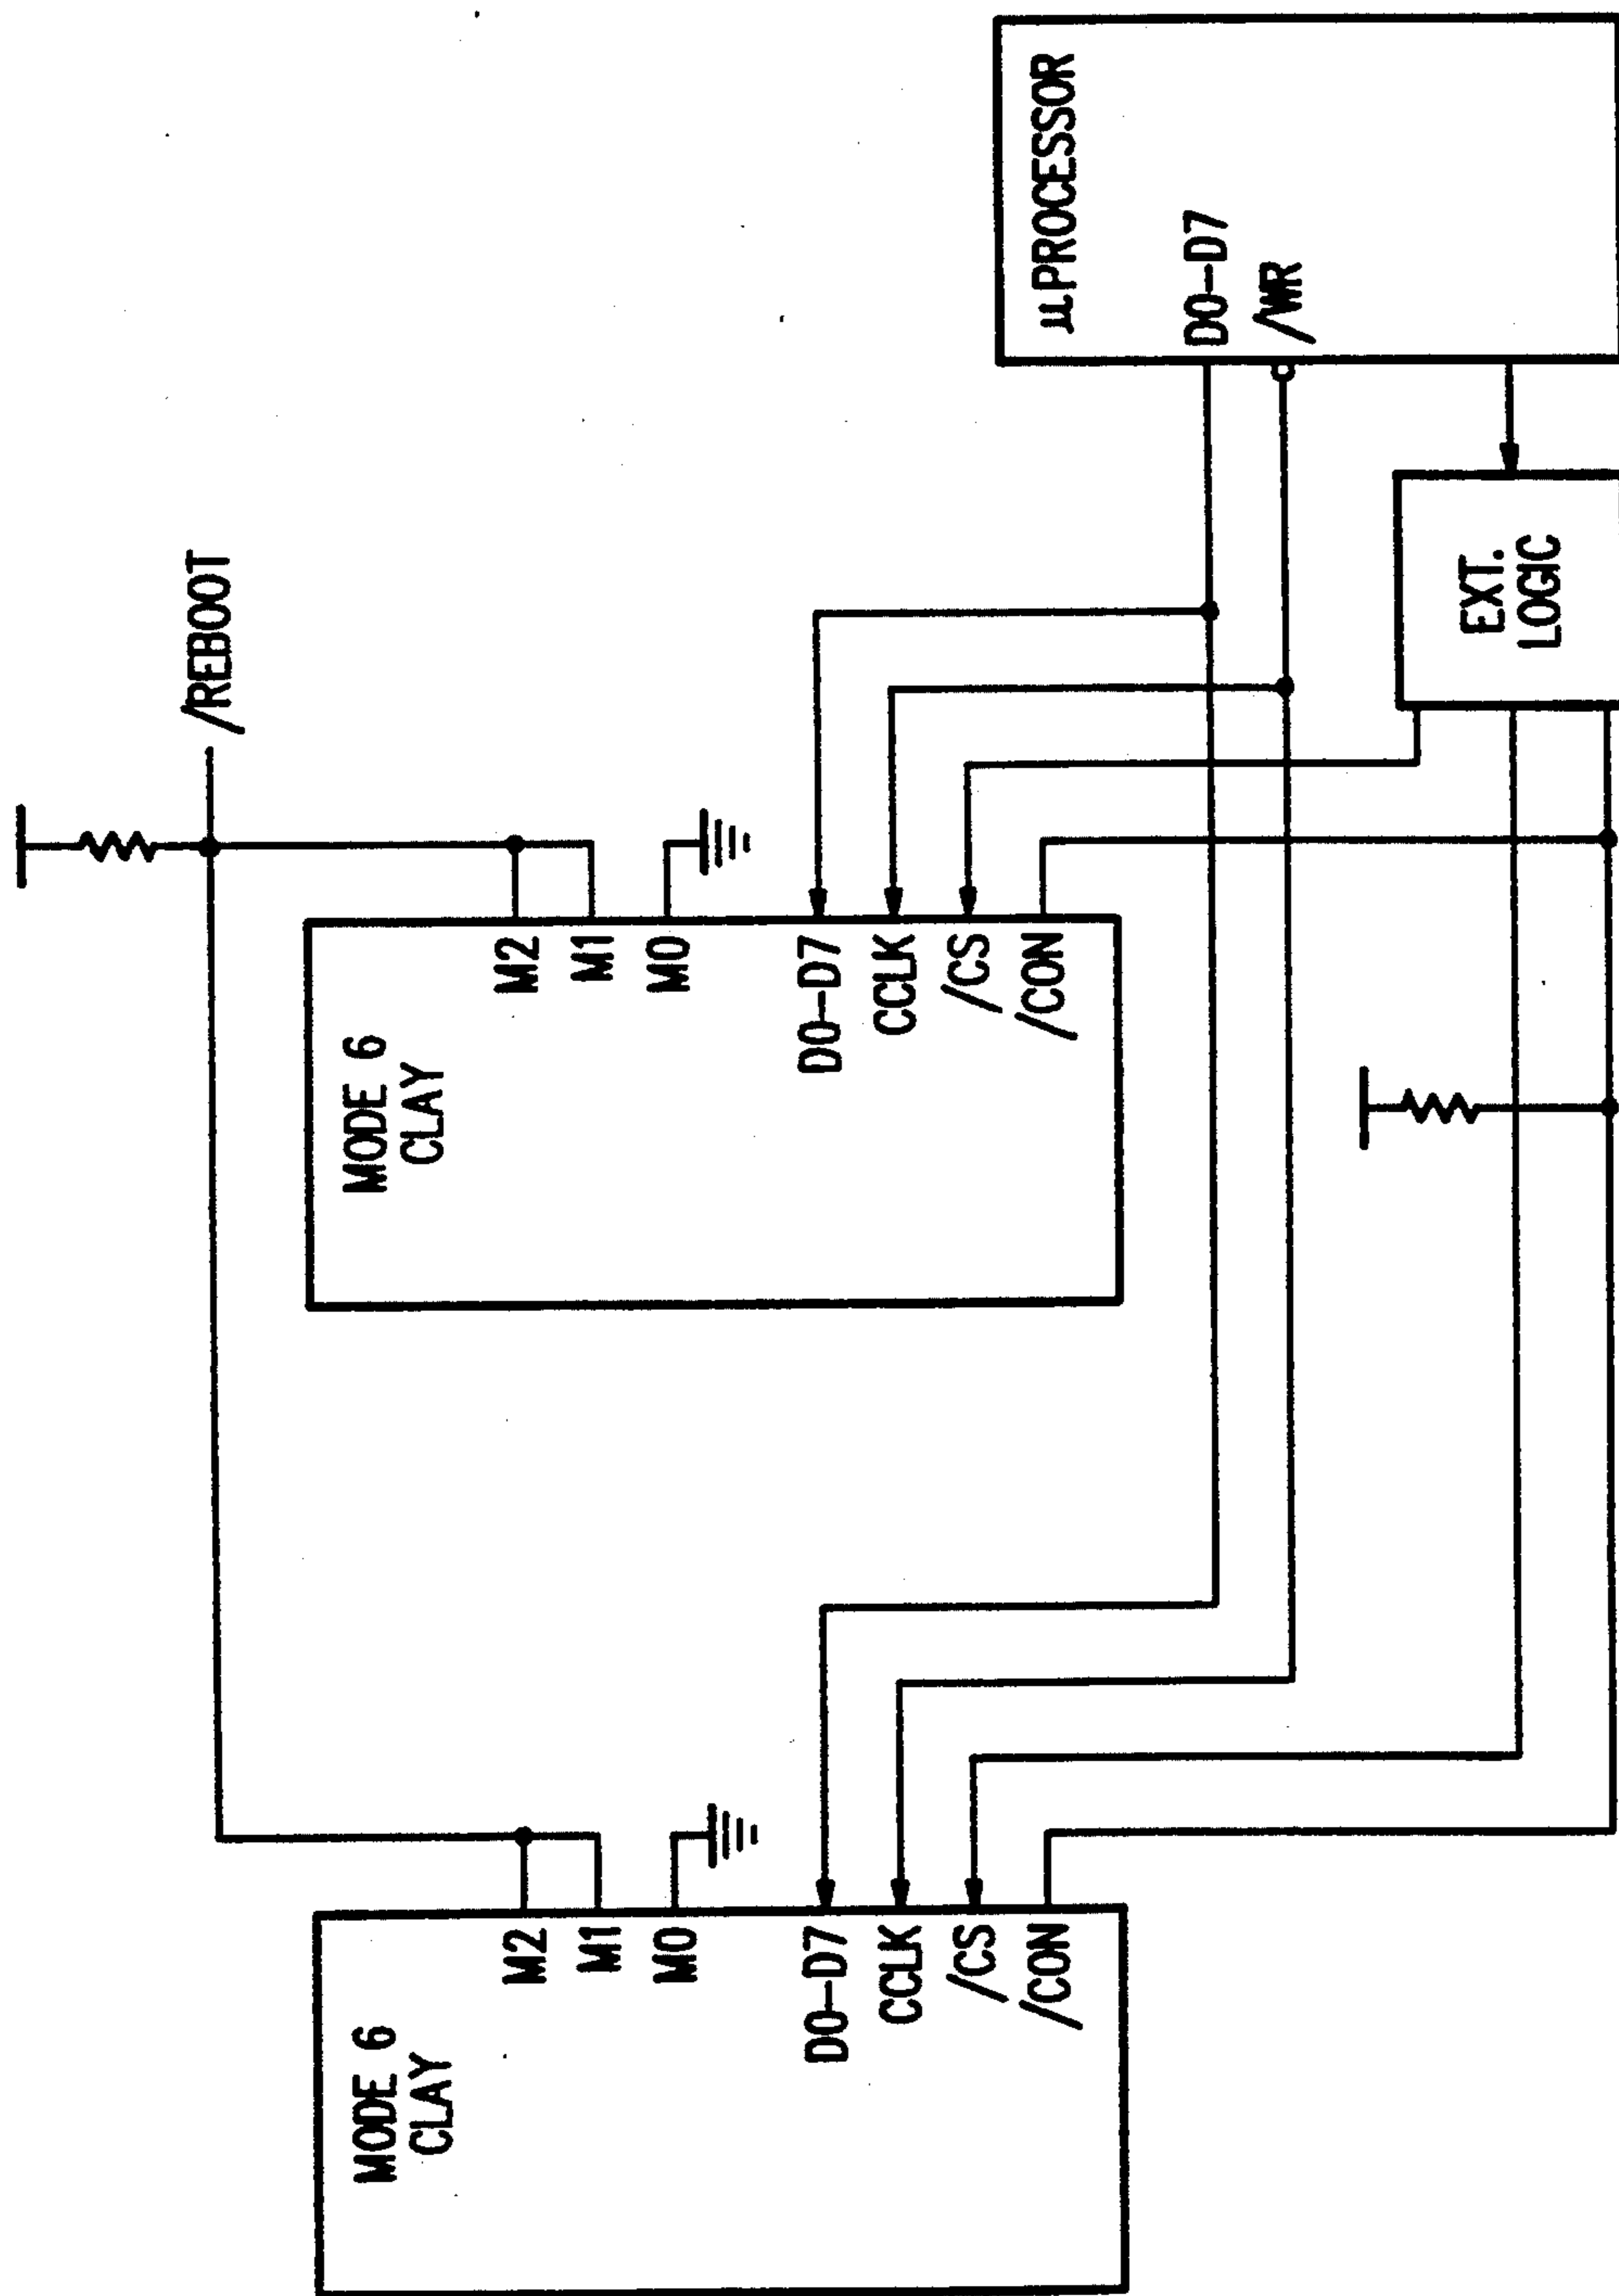 /REBOOT
MODE 6
CLAY
M2
M1
M0
D0-D7
CCLK
/CS
/CON
MODE 6
CLAY
M2
M1
M0
D0-D7
CCLK
/CS
/CON
µPROCESSOR
D0-D7
/WR
EXT.
LOGIC